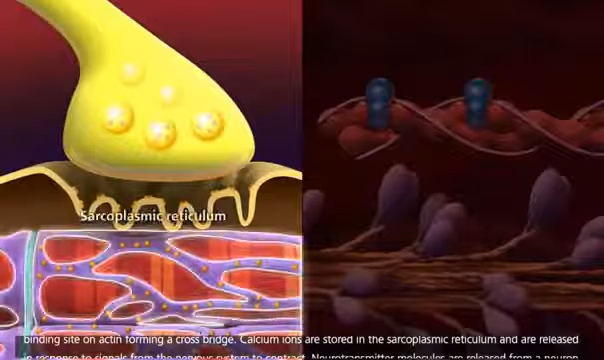 Sarcoplasmic reticulum
binding site on actin forming a cross bridge. Calcium ions are stored in the sarcoplasmic reticulum and are released
in response to signals from the nervous system to contract. Neurotransmitter molecules are released from a neuron